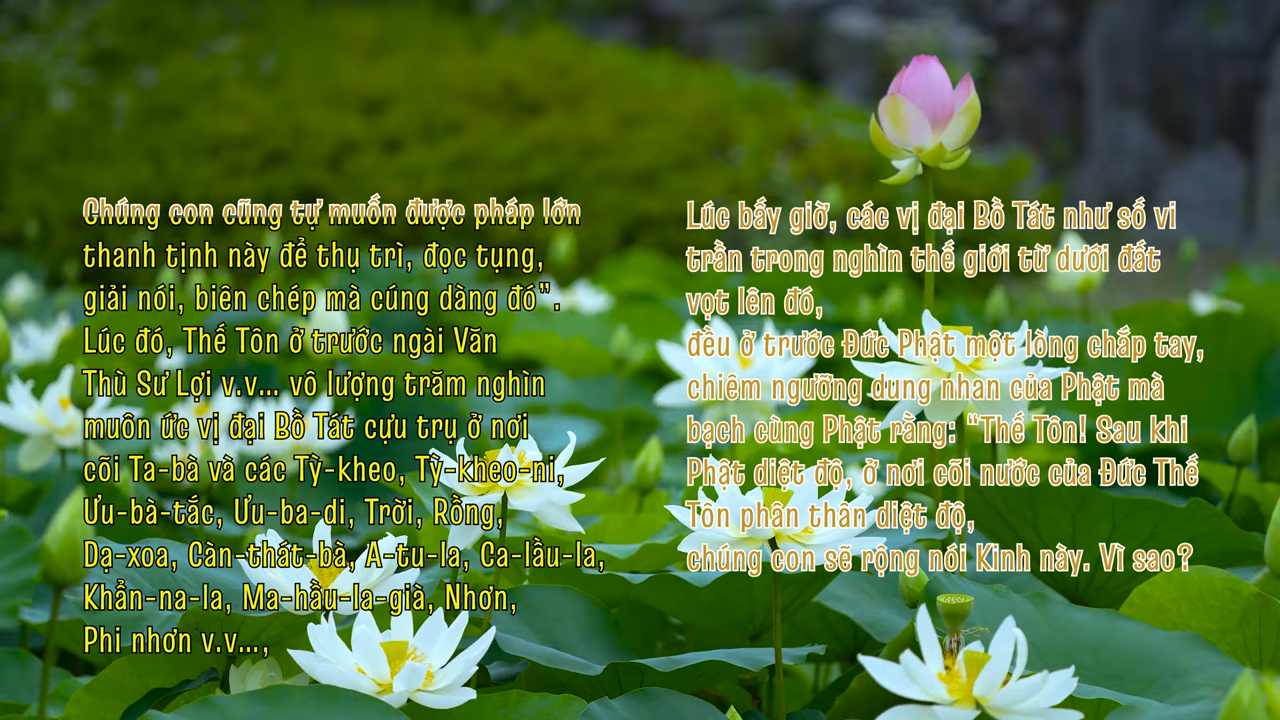 Chúng con cũng tự muốn được pháp lớn
thanh tịnh này để thụ trì, đọc tụng,
giải nói, biên chép mà cúng dàng đó”.
Lúc đó, Thế Tôn ở trước ngài Văn
Thù Sư Lợi v.v... vô lượng trăm nghìn
muôn ức vị đại Bồ Tát cựu trụ ở nơi
cõi Ta-bà và các Tỳ-kheo, Tỳ-kheo-ni,
Ưu-bà-tắc, Ưu-ba-di, Trời, Rồng,
Dạ-xoa, Càn-thát-bà, A-tu-la, Ca-lầu-la,
Khẩn-na-la, Ma-hầu-la-già, Nhơn,
Phi nhơn v.v...,
Lúc bấy giờ, các vị đại Bồ Tát như số vi
trần trong nghìn thế giới từ dưới đất
vọt lên đó,
đều ở trước Đức Phật một lòng chắp tay,
chiêm ngưỡng dung nhan của Phật mà
bạch cùng Phật rằng: “Thế Tôn! Sau khi
Phật diệt độ, ở nơi cõi nước của Đức Thế
Tôn phân thân diệt độ,
chúng con sẽ rộng nói Kinh này. Vì sao?